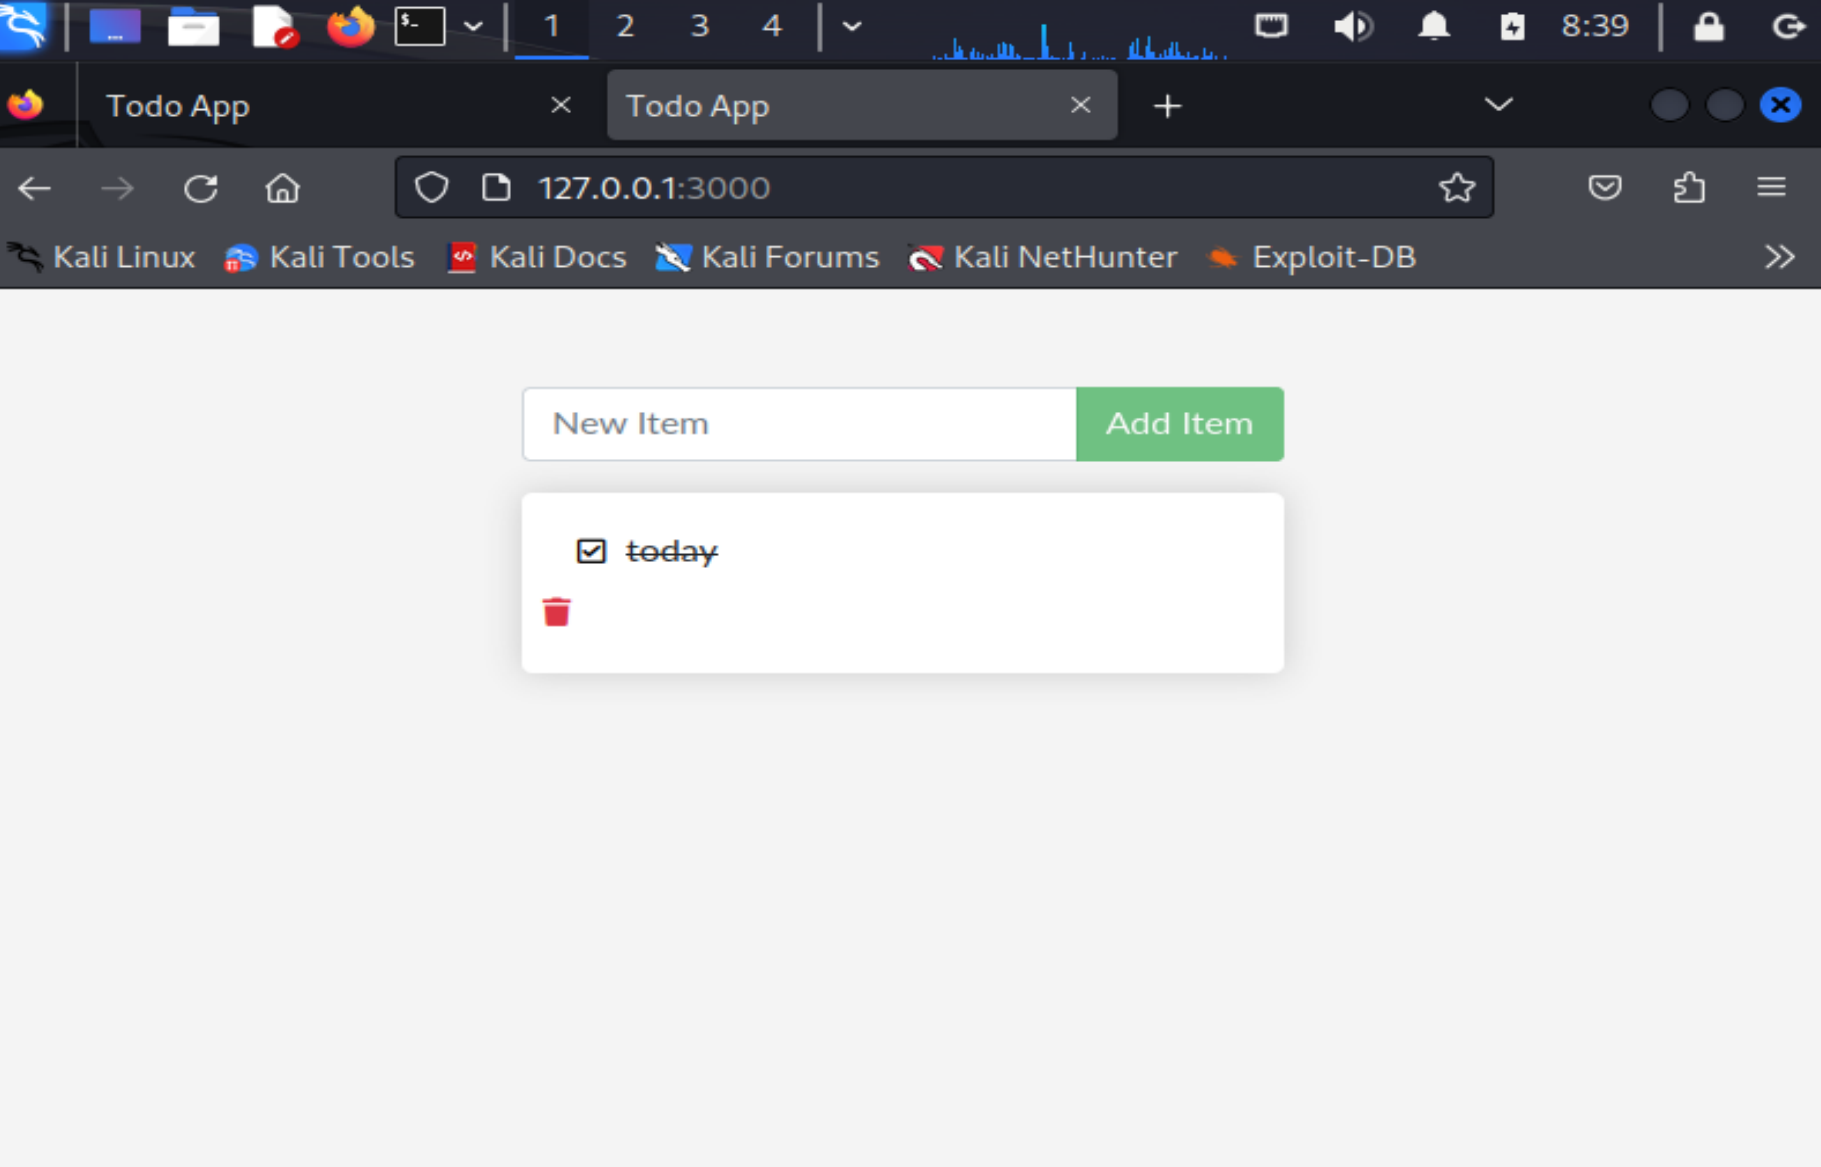 $- 1 2 3 4 8:39
Todo App Todo App
127.0.0.1:3000
Kali Linux Kali Tools Kali Docs Kali Forums Kali NetHunter Exploit-DB
New Item Add Item
today